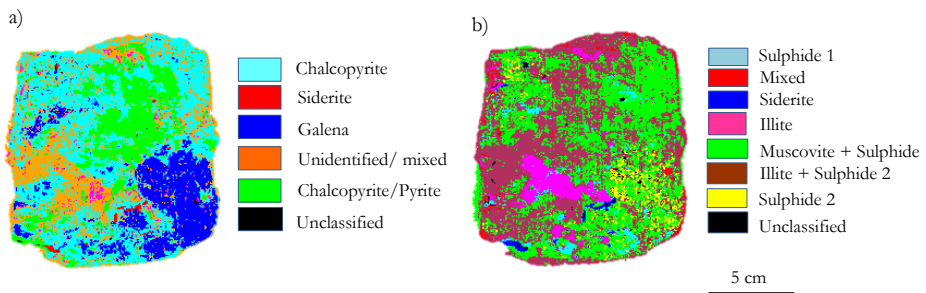 a)
Chalcopyrite
Siderite
Galena
Unidentified/ mixed
Chalcopyrite/Pyrite
Unclassified
b)
Sulphide 1
Mixed
Siderite
Illite
Muscovite + Sulphide
Illite + Sulphide 2
Sulphide 2
Unclassified
5 cm